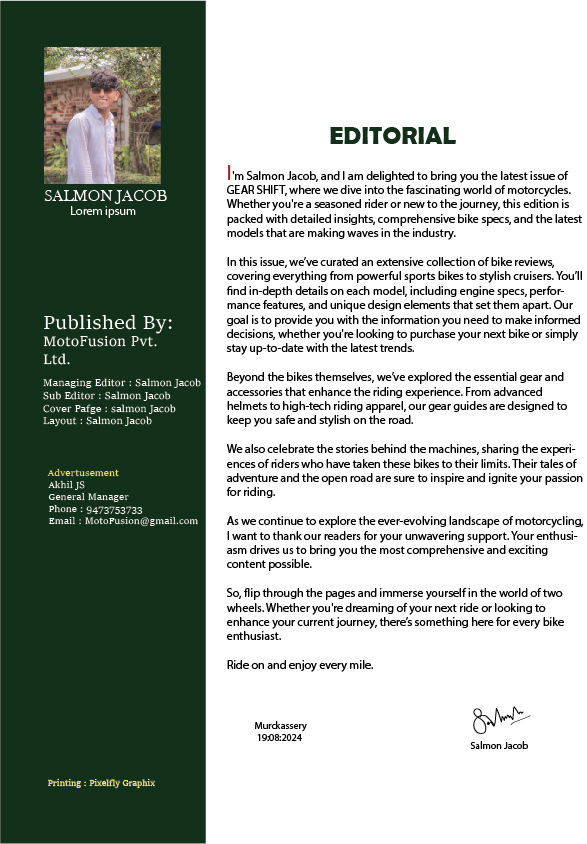 SALMON JACOB
Lorem ipsum
Published By:
MotoFusion Pvt.
Ltd.
Managing Editor : Salmon Jacob
Sub Editor : Salmon Jacob
Cover Pafge : salmon Jacob
Layout : Salmon Jacob
Advertusement
Akhil JS
General Manager
Phone : 9473753733
Email : MotoFusion@gmail.com
Printing : Pixelfly Graphix
EDITORIAL
I'm Salmon Jacob, and I am delighted to bring you the latest issue of
GEAR SHIFT, where we dive into the fascinating world of motorcycles.
Whether you're a seasoned rider or new to the journey, this edition is
packed with detailed insights, comprehensive bike specs, and the latest
models that are making waves in the industry.
In this issue, we've curated an extensive collection of bike reviews,
covering everything from powerful sports bikes to stylish cruisers. You'll
find in-depth details on each model, including engine specs, perfor-
mance features, and unique design elements that set them apart. Our
goal is to provide you with the information you need to make informed
decisions, whether you're looking to purchase your next bike or simply
stay up-to-date with the latest trends.
Beyond the bikes themselves, we've explored the essential gear and
accessories that enhance the riding experience. From advanced
helmets to high-tech riding apparel, our gear guides are designed to
keep you safe and stylish on the road.
We also celebrate the stories behind the machines, sharing the experi-
ences of riders who have taken these bikes to their limits. Their tales of
adventure and the open road are sure to inspire and ignite your passion
for riding.
As we continue to explore the ever-evolving landscape of motorcycling,
I want to thank our readers for your unwavering support. Your enthusi-
asm drives us to bring you the most comprehensive and exciting
content possible.
So, flip through the pages and immerse yourself in the world of two
wheels. Whether you're dreaming of your next ride or looking to
enhance your current journey, there's something here for every bike
enthusiast.
Ride on and enjoy every mile.
Murckassery
19:08:2024
Salmon Jacob